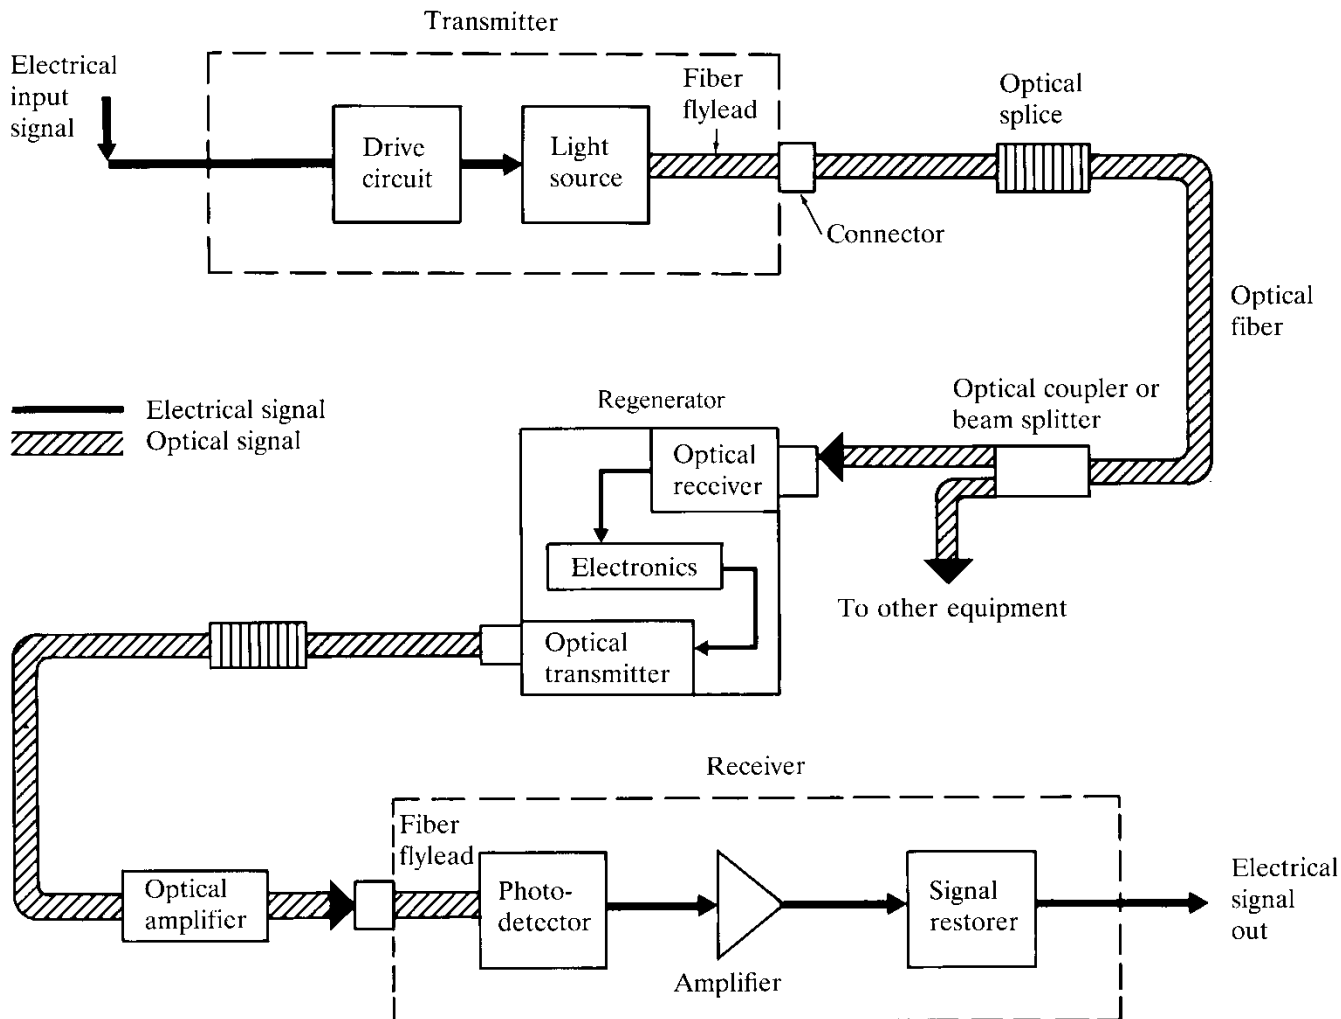 Transmitter
Electrical
input
signal
Drive
circuit
Light
source
Fiber
flylead
Connector
Optical
splice
Optical
fiber
Electrical signal
Optical signal
Regenerator
Optical
receiver
Electronics
Optical
transmitter
Optical coupler or
beam splitter
To other equipment
Receiver
Optical
amplifier
Fiber
flylead
Photo-
detector
Amplifier
Signal
restorer
Electrical
signal
out